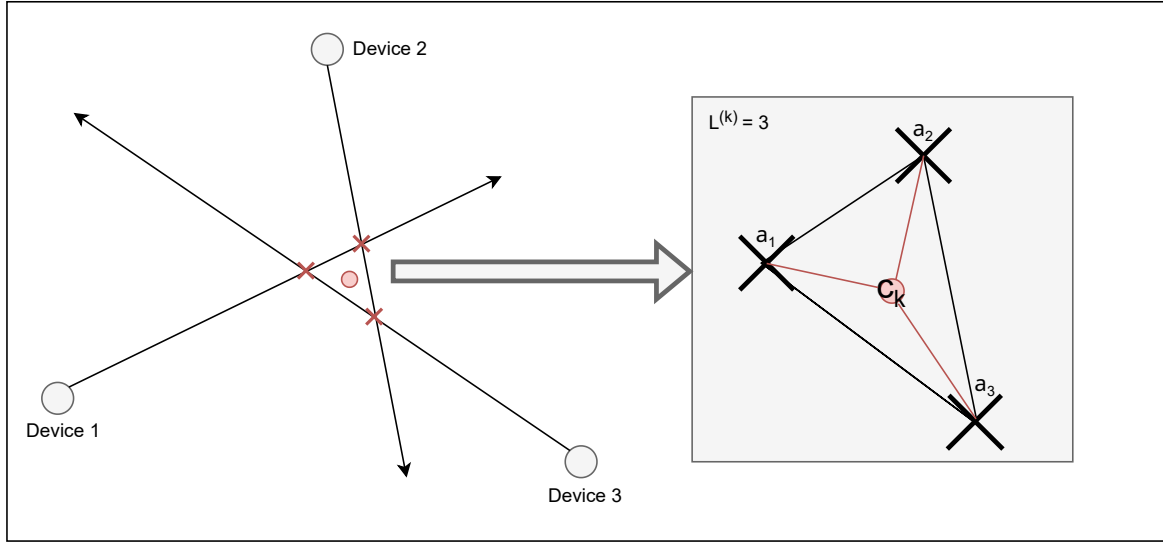 Device 2
L(k) = 3
a2
a1
Ck
a3
Device 1
Device 3